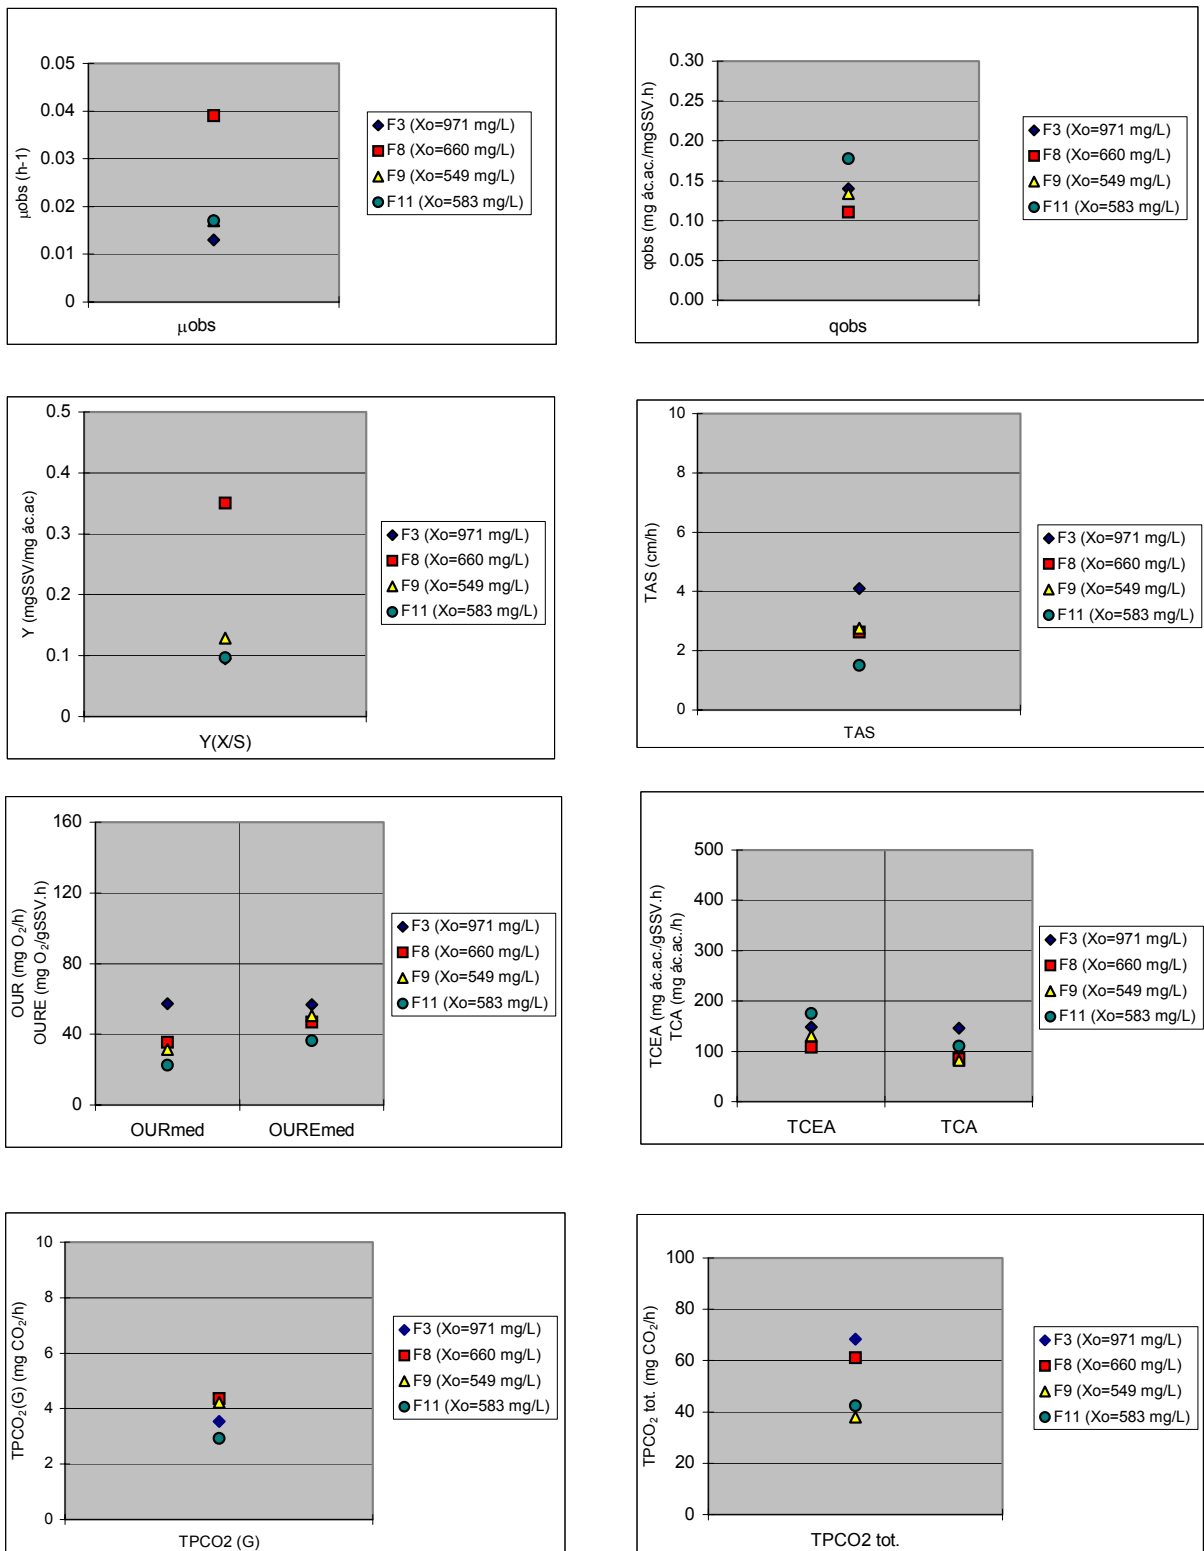 0.05
0.04
0.03
0.02
0.01
0
µobs (h-1)
µobs
F3 (Xo=971 mg/L)
F8 (Xo=660 mg/L)
F9 (Xo=549 mg/L)
F11 (Xo=583 mg/L)
0.30
0.25
0.20
0.15
0.10
0.05
0.00
qobs (mg ác.ac./mgSSV.h)
qobs
F3 (Xo=971 mg/L)
F8 (Xo=660 mg/L)
F9 (Xo=549 mg/L)
F11 (Xo=583 mg/L)
0.5
0.4
0.3
0.2
0.1
0
Y (mgSSV/mg ác.ac)
Y(X/S)
F3 (Xo=971 mg/L)
F8 (Xo=660 mg/L)
F9 (Xo=549 mg/L)
F11 (Xo=583 mg/L)
10
8
6
4
2
0
TAS (cm/h)
TAS
F3 (Xo=971 mg/L)
F8 (Xo=660 mg/L)
F9 (Xo=549 mg/L)
F11 (Xo=583 mg/L)
160
120
80
40
0
OUR (mg O₂/h)
OURE (mg O₂/gSSV.h)
OURmed OUREmed
F3 (Xo=971 mg/L)
F8 (Xo=660 mg/L)
F9 (Xo=549 mg/L)
F11 (Xo=583 mg/L)
500
400
300
200
100
0
TCEA (mg ác.ac./gSSV.h)
TCA (mg ác.ac./h)
TCEA TCA
F3 (Xo=971 mg/L)
F8 (Xo=660 mg/L)
F9 (Xo=549 mg/L)
F11 (Xo=583 mg/L)
10
8
6
4
2
0
TPCO₂(G) (mg CO₂/h)
TPCO2 (G)
F3 (Xo=971 mg/L)
F8 (Xo=660 mg/L)
F9 (Xo=549 mg/L)
F11 (Xo=583 mg/L)
100
80
60
40
20
0
TPCO₂ tot. (mg CO₂/h)
TPCO2 tot.
F3 (Xo=971 mg/L)
F8 (Xo=660 mg/L)
F9 (Xo=549 mg/L)
F11 (Xo=583 mg/L)